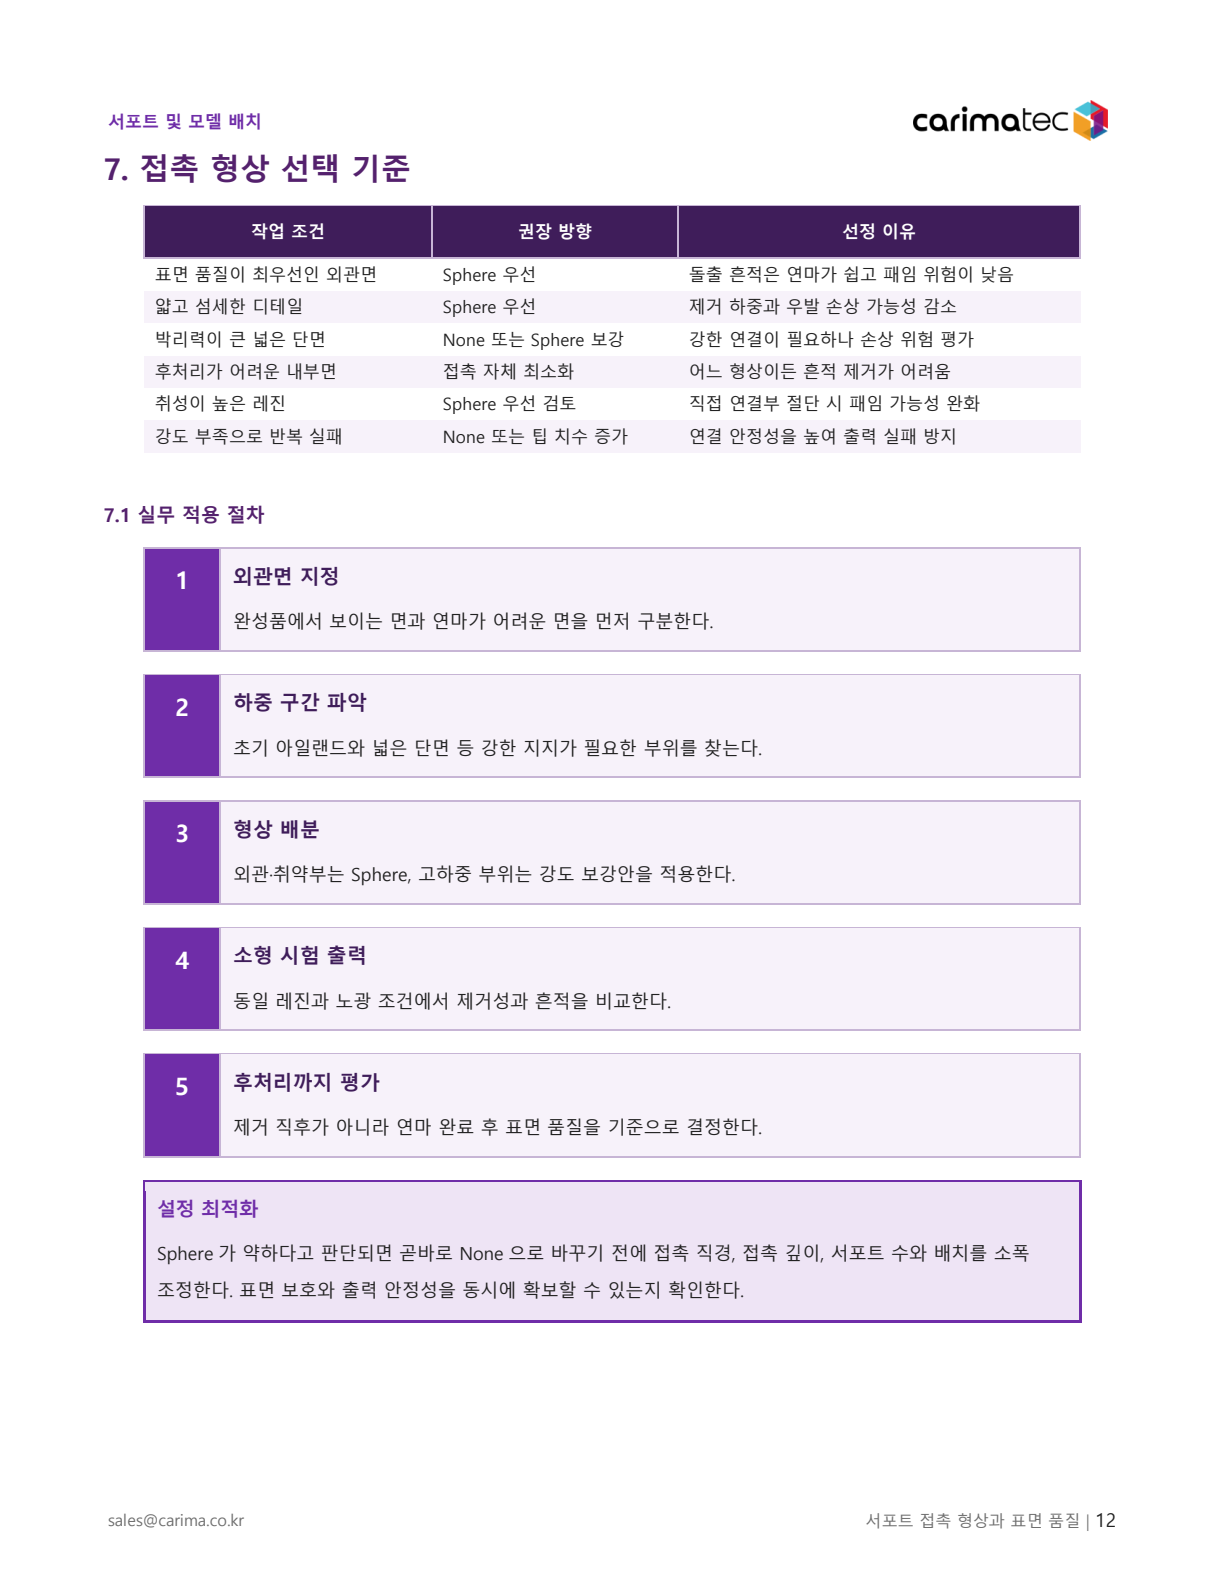 서포트 및 모델 배치
carimatec
7. 접촉 형상 선택 기준
작업 조건 권장 방향 선정 이유
표면 품질이 최우선인 외관면 Sphere 우선 돌출 흔적은 연마가 쉽고 패임 위험이 낮음
얇고 섬세한 디테일 Sphere 우선 제거 하중과 우발 손상 가능성 감소
박리력이 큰 넓은 단면 None 또는 Sphere 보강 강한 연결이 필요하나 손상 위험 평가
후처리가 어려운 내부면 접촉 자체 최소화 어느 형상이든 흔적 제거가 어려움
취성이 높은 레진 Sphere 우선 검토 직접 연결부 절단 시 패임 가능성 완화
강도 부족으로 반복 실패 None 또는 팁 치수 증가 연결 안정성을 높여 출력 실패 방지
7.1 실무 적용 절차
1 외관면 지정
완성품에서 보이는 면과 연마가 어려운 면을 먼저 구분한다.
2 하중 구간 파악
초기 아일랜드와 넓은 단면 등 강한 지지가 필요한 부위를 찾는다.
3 형상 배분
외관·취약부는 Sphere, 고하중 부위는 강도 보강안을 적용한다.
4 소형 시험 출력
동일 레진과 노광 조건에서 제거성과 흔적을 비교한다.
5 후처리까지 평가
제거 직후가 아니라 연마 완료 후 표면 품질을 기준으로 결정한다.
설정 최적화
Sphere 가 약하다고 판단되면 곧바로 None 으로 바꾸기 전에 접촉 직경, 접촉 깊이, 서포트 수와 배치를 소폭
조정한다. 표면 보호와 출력 안정성을 동시에 확보할 수 있는지 확인한다.
sales@carima.co.kr
서포트 접촉 형상과 표면 품질 | 12